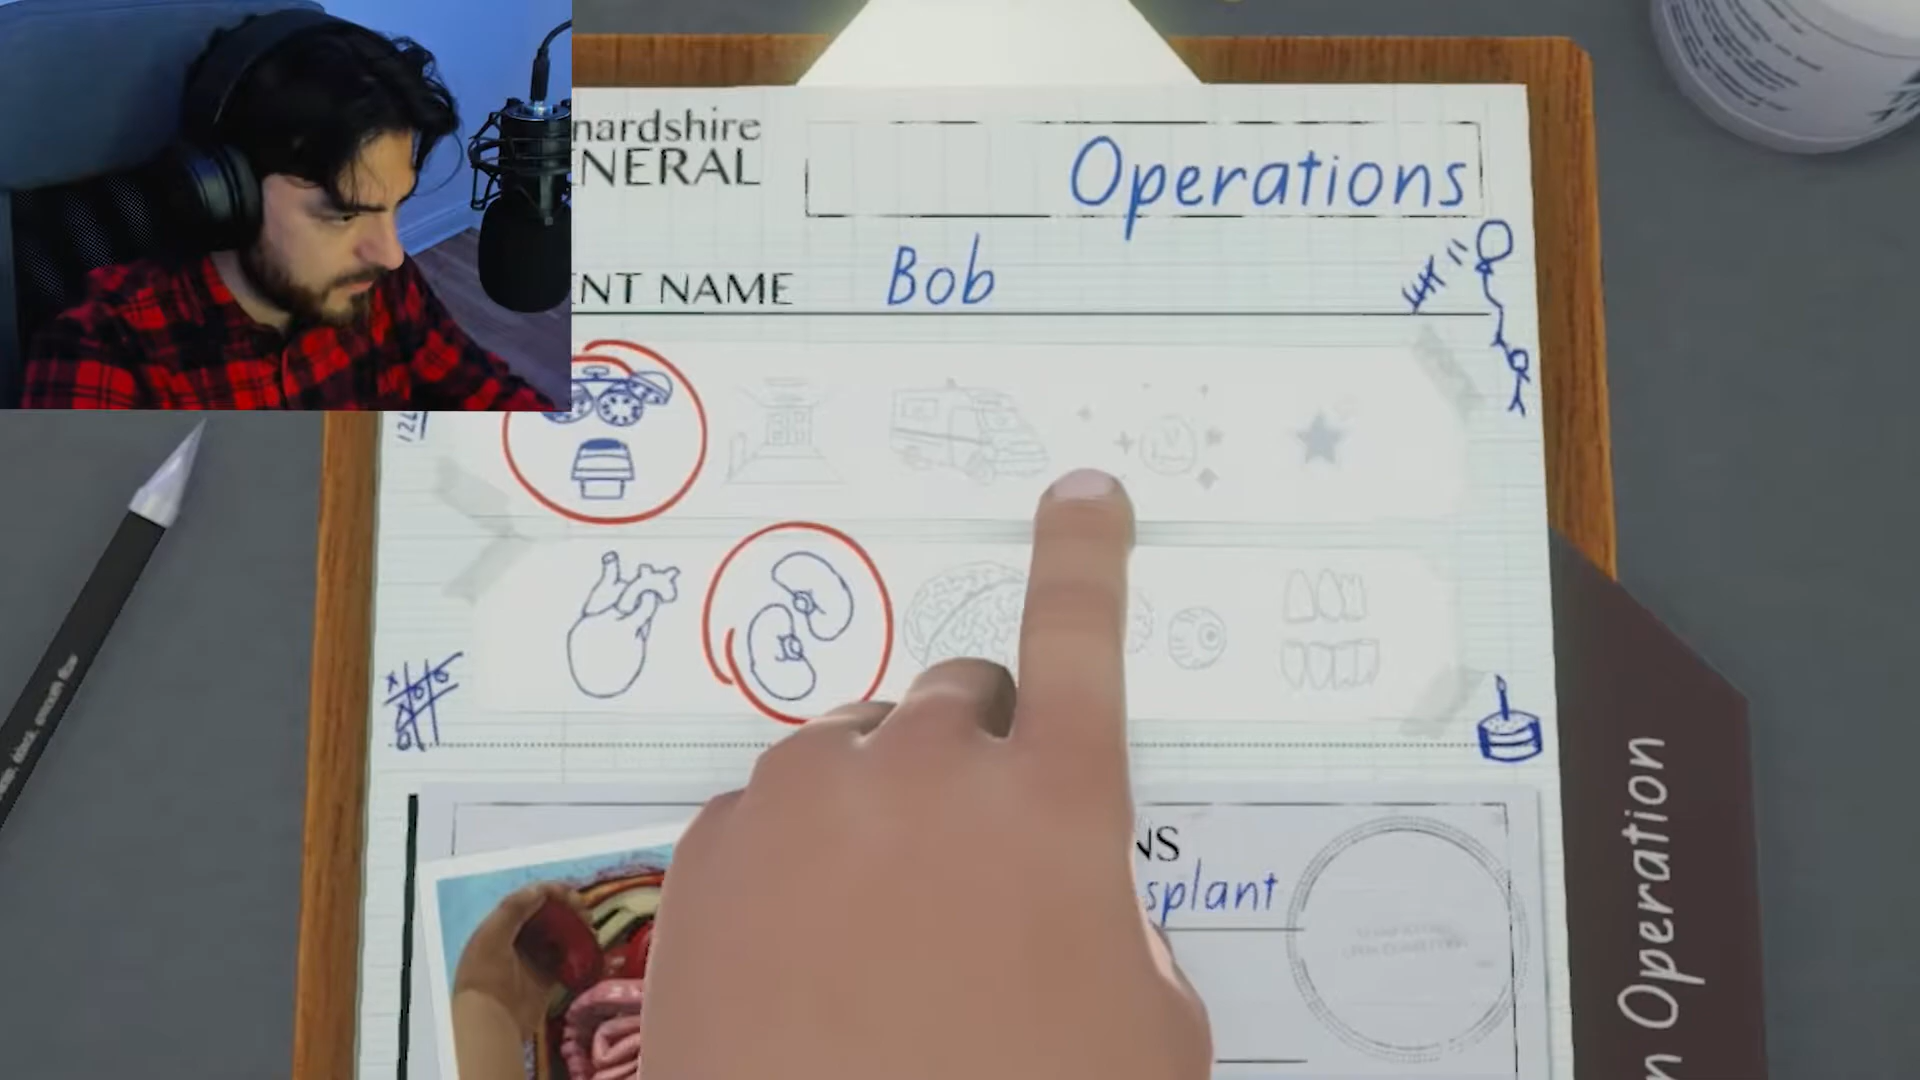 nardshire
ENERAL
Operations
ENT NAME Bob
NS
splant
n Operation